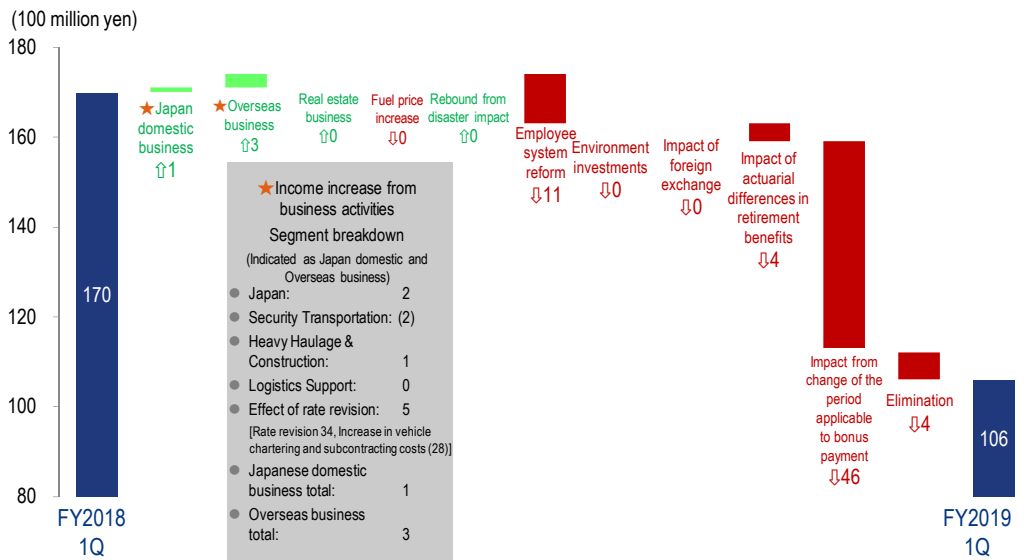 (100 million yen)
180
160
140
120
100
80
170
FY2018
1Q
★Japan
domestic
business
⇧1
★Overseas
business
⇧3
Real estate
business
⇧0
Fuel price
increase
⇩0
Rebound from
disaster impact
⇧0
★Income increase from
business activities
Segment breakdown
(Indicated as Japan domestic and
Overseas business)
● Japan: 2
● Security Transportation: (2)
● Heavy Haulage &
Construction: 1
● Logistics Support: 0
● Effect of rate revision: 5
[Rate revision 34, Increase in vehicle
chartering and subcontracting costs (28)]
● Japanese domestic
business total: 1
● Overseas business
total: 3
Employee
system
reform
⇩11
Environment
investments
⇩0
Impact of
foreign
exchange
⇩0
Impact of
actuarial
differences in
retirement
benefits
⇩4
Impact from
change of the
period
applicable
to bonus
payment
⇩46
Elimination
⇩4
106
FY2019
1Q